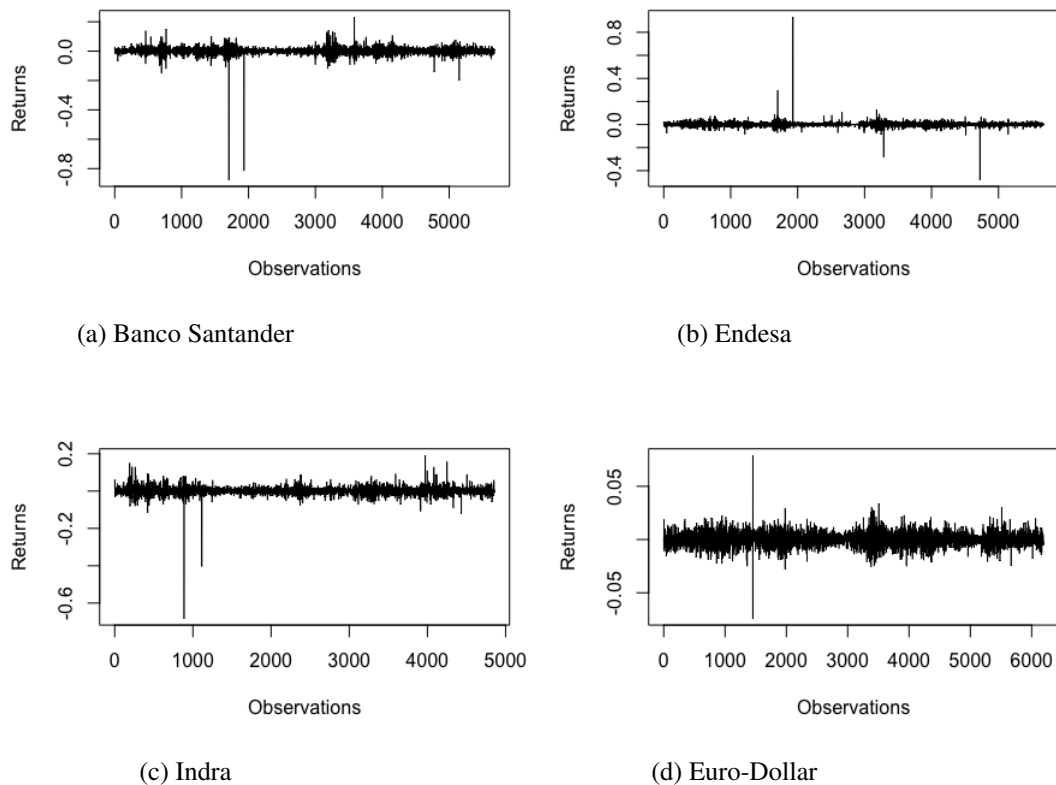 Returns
0.0
-0.4
-0.8
0 1000 2000 3000 4000 5000
Observations
(a) Banco Santander
Returns
0.8
0.4
0.0
-0.4
0 1000 2000 3000 4000 5000
Observations
(b) Endesa
Returns
0.2
-0.2
-0.6
0 1000 2000 3000 4000 5000
Observations
(c) Indra
Returns
0.05
-0.05
0 1000 2000 3000 4000 5000 6000
Observations
(d) Euro-Dollar